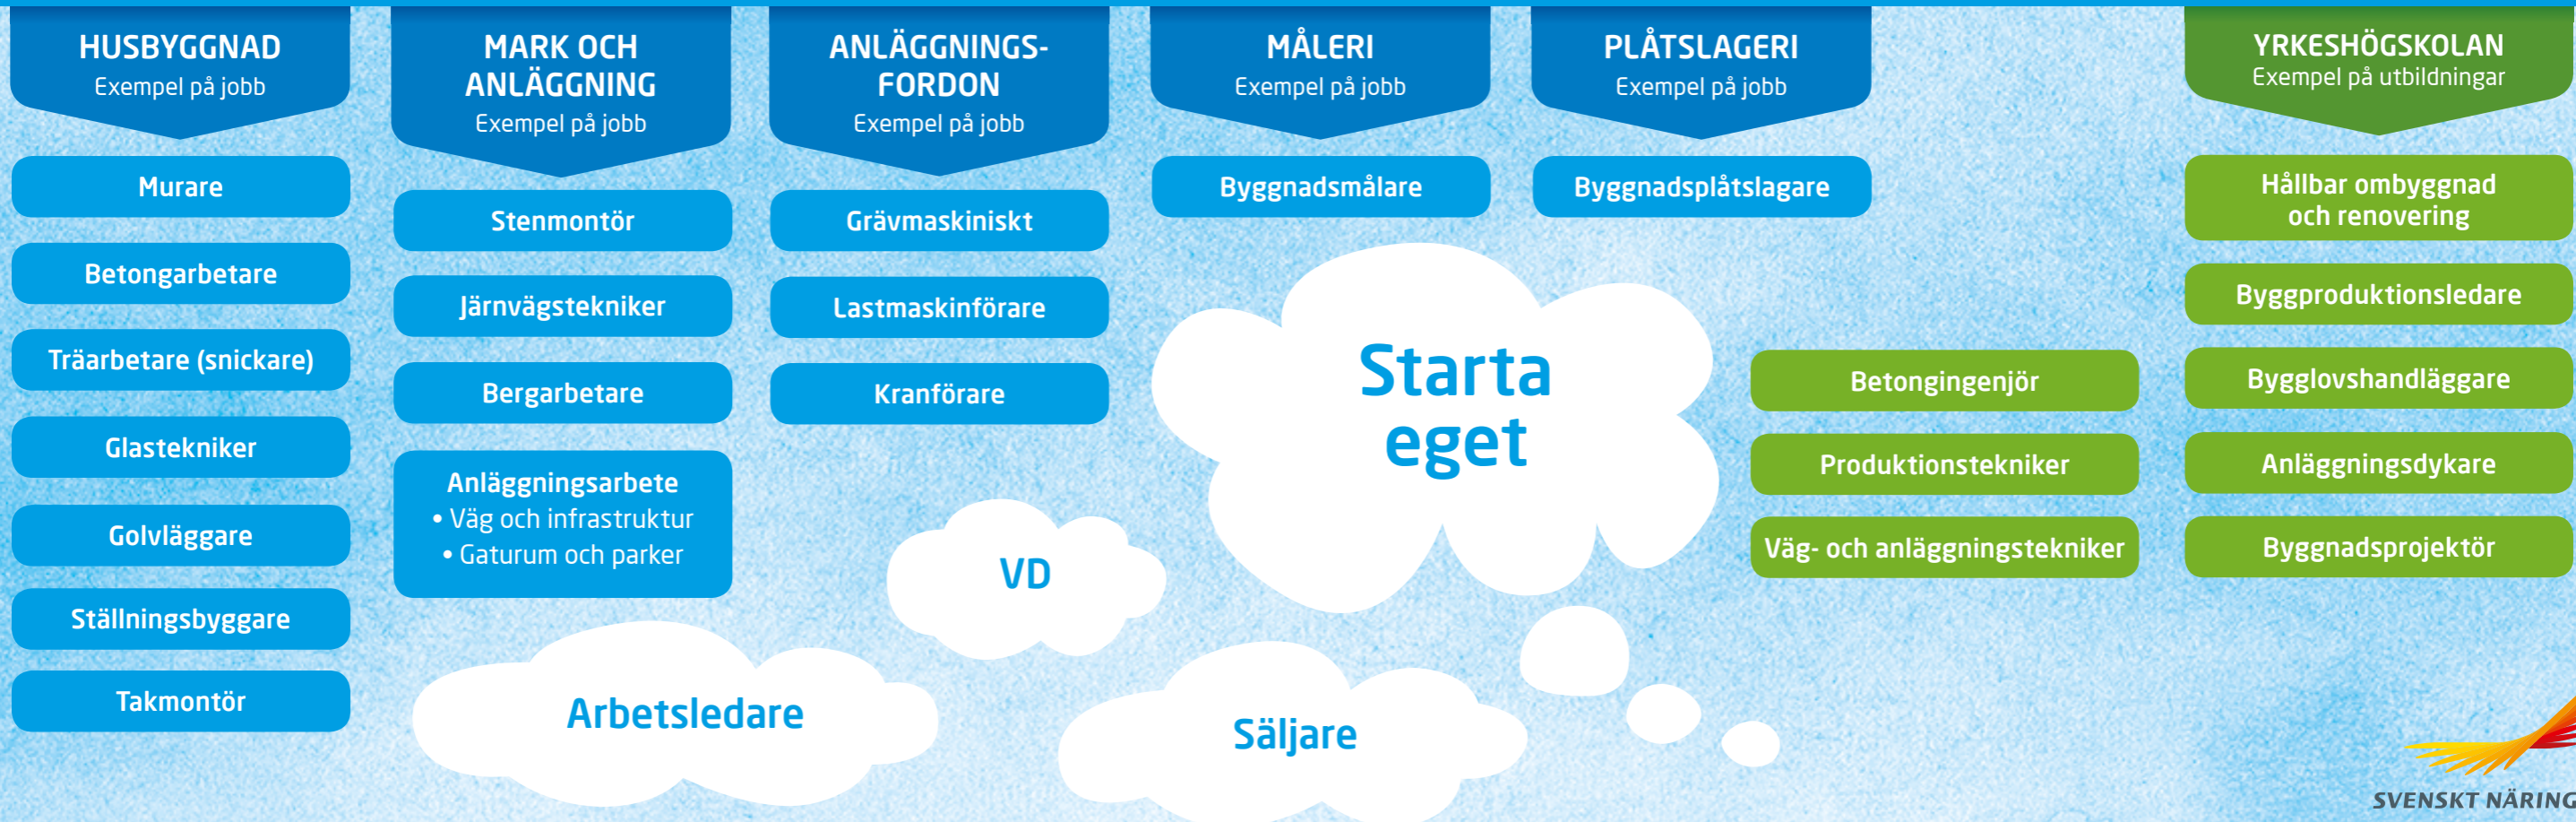 HUSBYGGNAD
Exempel på jobb
Murare
Betongarbetare
Träarbetare (snickare)
Glastekniker
Golvläggare
Ställningsbyggare
Takmontör
MARK OCH
ANLÄGGNING
Exempel på jobb
Stenmontör
Järnvägstekniker
Bergarbetare
Anläggningsarbete
• Väg och infrastruktur
• Gaturum och parker
ANLÄGGNINGS-
FORDON
Exempel på jobb
Grävmaskiniskt
Lastmaskinförare
Kranförare
MÅLERI
Exempel på jobb
Byggnadsmålare
PLÅTSLAGERI
Exempel på jobb
Byggnadsplåtslagare
Starta
eget
VD
Arbetsledare
Säljare
YRKESHÖGSKOLAN
Exempel på utbildningar
Hållbar ombyggnad
och renovering
Byggproduktionsledare
Bygglovshandläggare
Anläggningsdykare
Byggnadsprojektör
Betongingenjör
Produktionstekniker
Väg- och anläggningstekniker
SVENSKT NÄRING